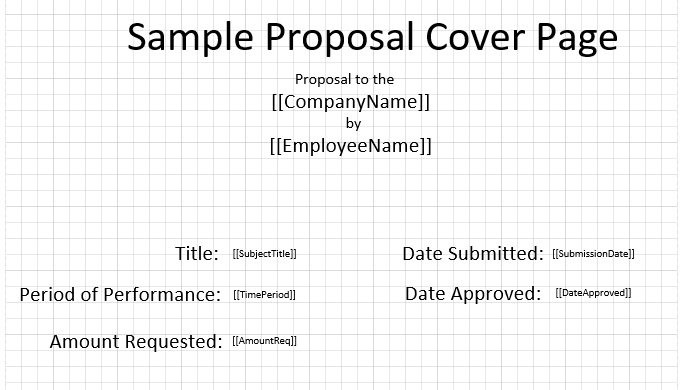 Sample Proposal Cover Page
Proposal to the
[[CompanyName]]
by
[[EmployeeName]]
Title: [[SubjectTitle]] Date Submitted: [[SubmissionDate]]
Period of Performance: [[TimePeriod]] Date Approved: [[DateApproved]]
Amount Requested: [[AmountReq]]